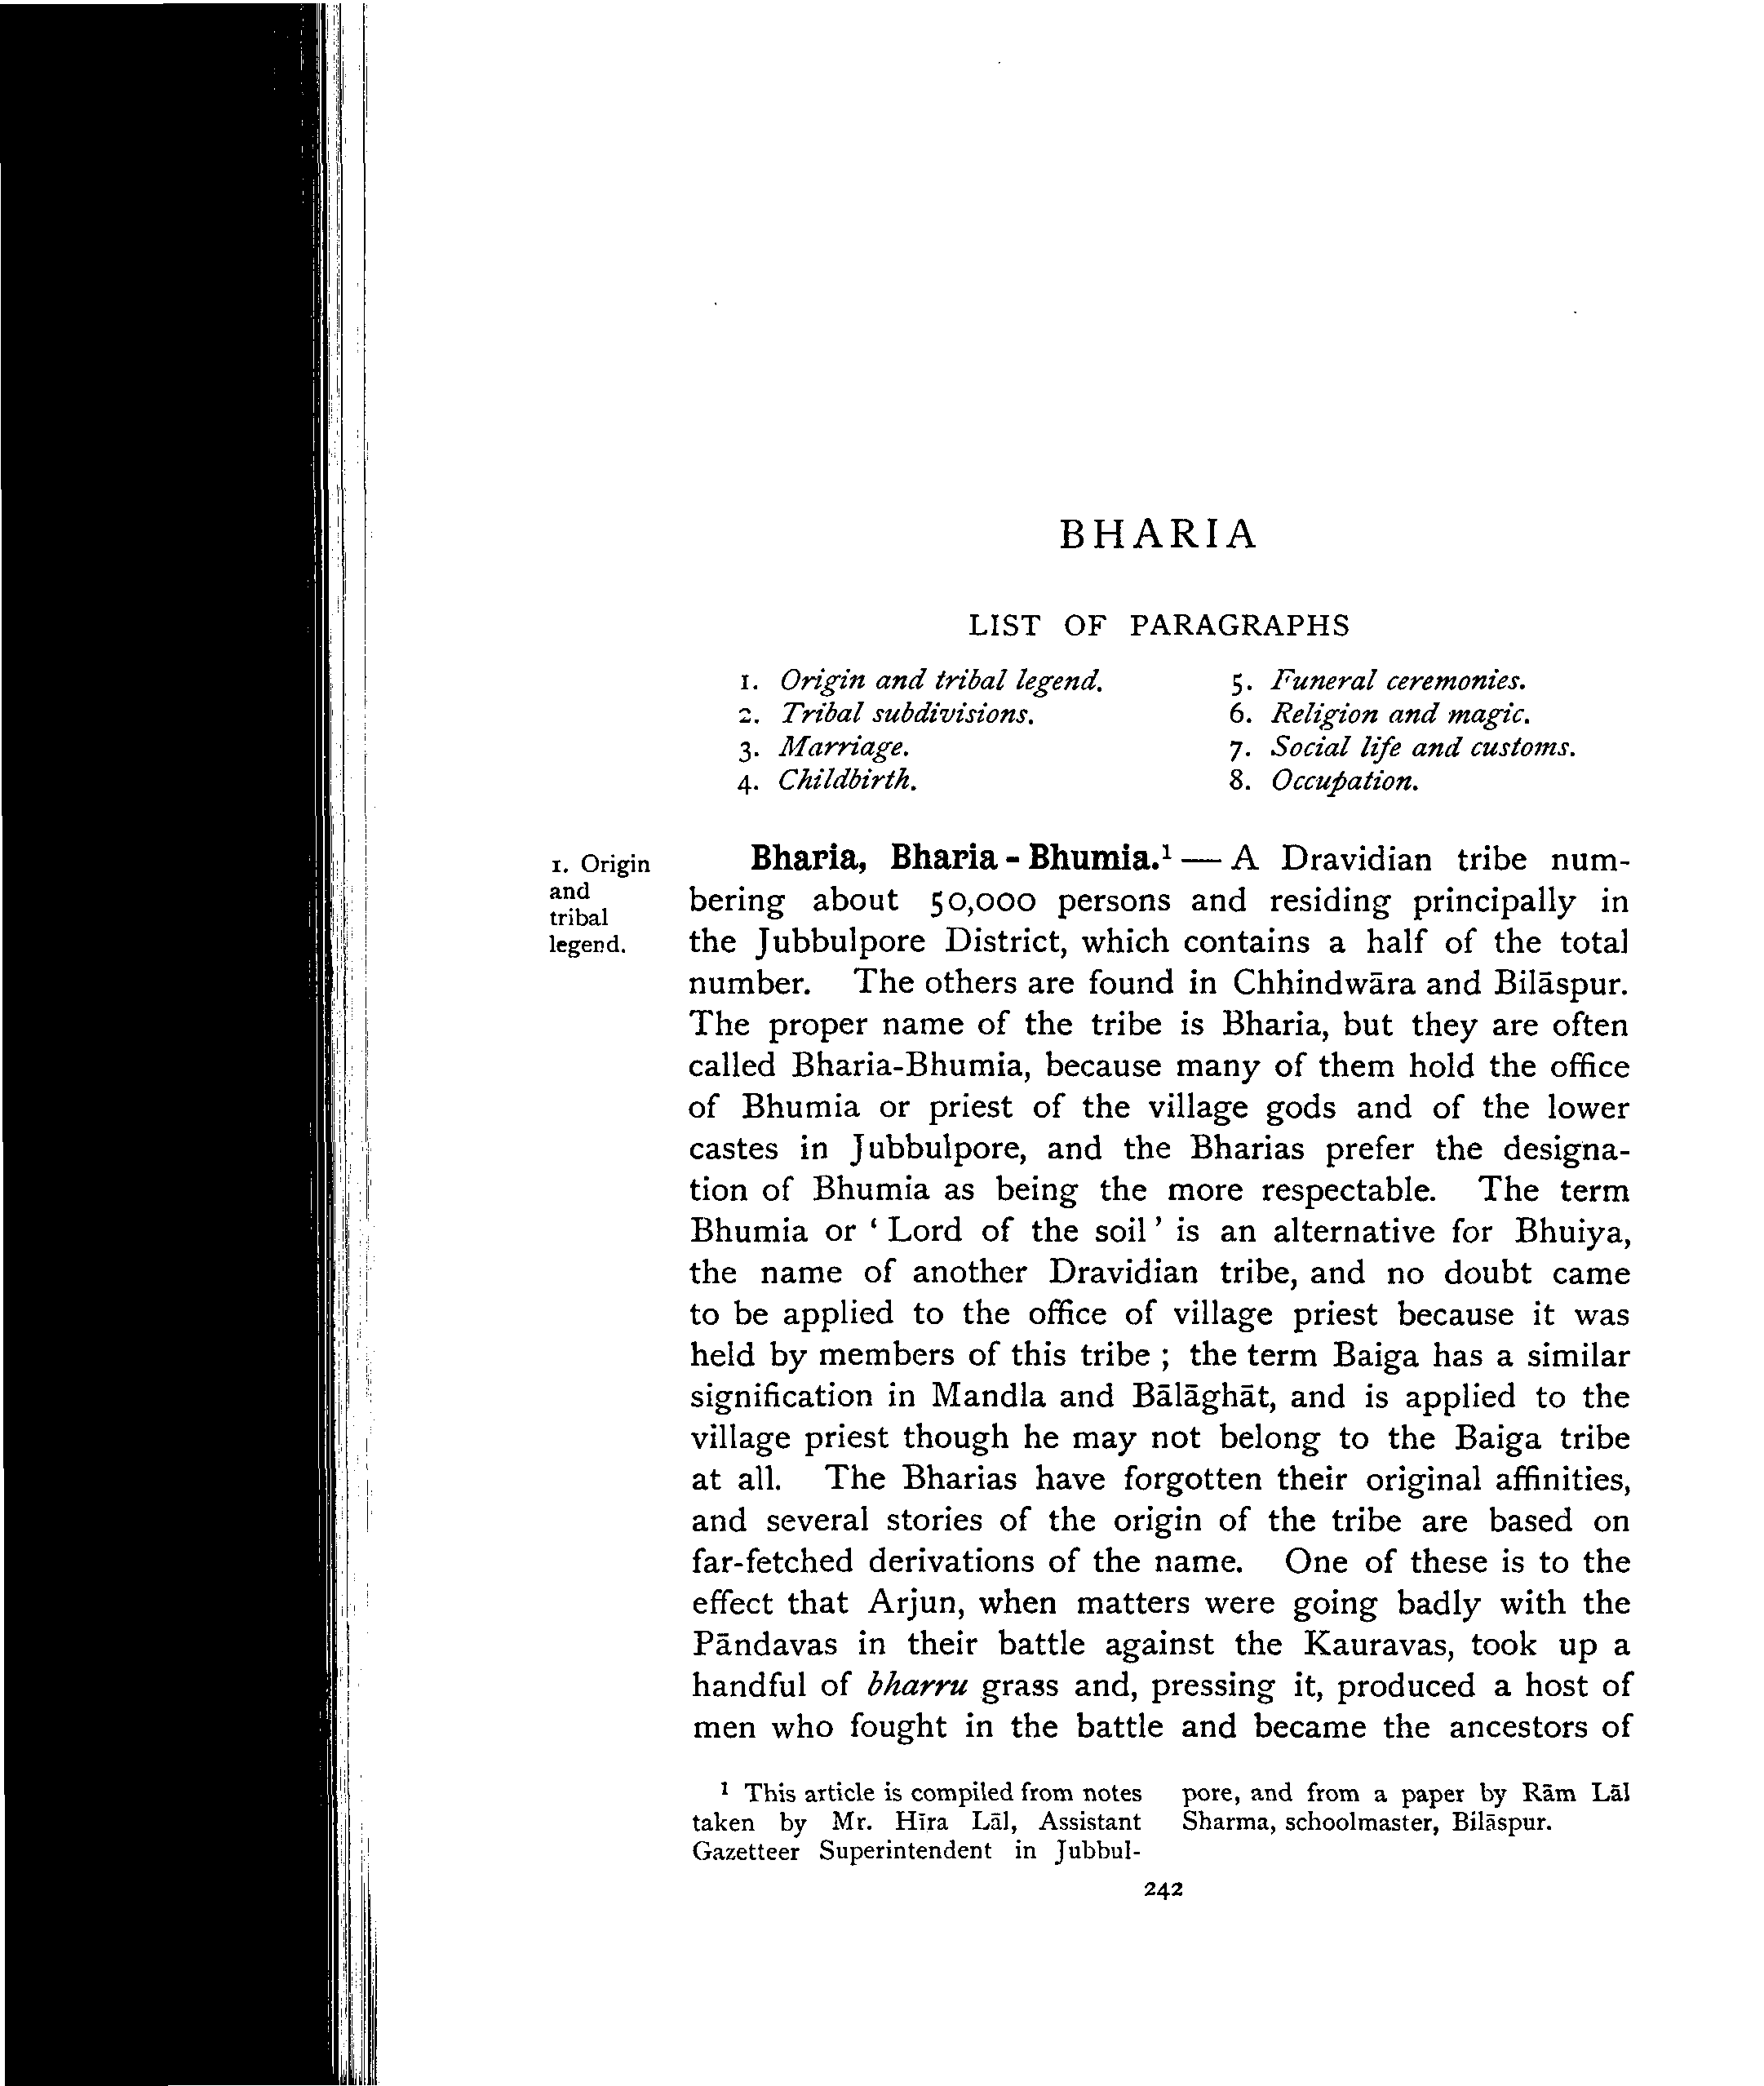 BHARIA
LIST OF PARAGRAPHS
1. Origin and tribal legend.
2. Tribal subdivisions.
3. Marriage.
4. Childbirth.
5. Funeral ceremonies.
6. Religion and magic.
7. Social life and customs.
8. Occupation.
1. Origin
and
tribal
legend.
Bharia, Bharia-Bhumia.¹ — A Dravidian tribe num-
bering about 50,000 persons and residing principally in
the Jubbulpore District, which contains a half of the total
number. The others are found in Chhindwāra and Bilāspur.
The proper name of the tribe is Bharia, but they are often
called Bharia-Bhumia, because many of them hold the office
of Bhumia or priest of the village gods and of the lower
castes in Jubbulpore, and the Bharias prefer the designa-
tion of Bhumia as being the more respectable. The term
Bhumia or ‘ Lord of the soil ’ is an alternative for Bhuiya,
the name of another Dravidian tribe, and no doubt came
to be applied to the office of village priest because it was
held by members of this tribe ; the term Baiga has a similar
signification in Mandla and Bālāghāt, and is applied to the
village priest though he may not belong to the Baiga tribe
at all. The Bharias have forgotten their original affinities,
and several stories of the origin of the tribe are based on
far-fetched derivations of the name. One of these is to the
effect that Arjun, when matters were going badly with the
Pāndavas in their battle against the Kauravas, took up a
handful of bharru grass and, pressing it, produced a host of
men who fought in the battle and became the ancestors of
¹ This article is compiled from notes
taken by Mr. Hīra Lāl, Assistant
Gazetteer Superintendent in Jubbul-
pore, and from a paper by Rām Lāl
Sharma, schoolmaster, Bilāspur.
242